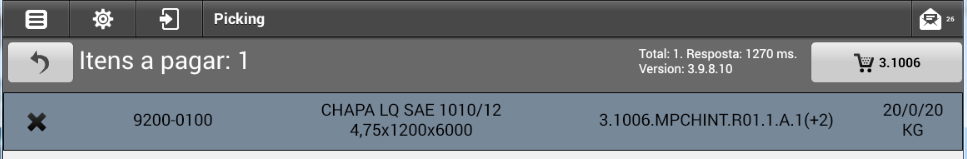 Picking
26
Itens a pagar: 1
Total: 1. Resposta: 1270 ms.
Version: 3.9.8.10
3.1006
9200-0100
CHAPA LQ SAE 1010/12
4,75x1200x6000
3.1006.MPCHINT.R01.1.A.1(+2)
20/0/20
KG